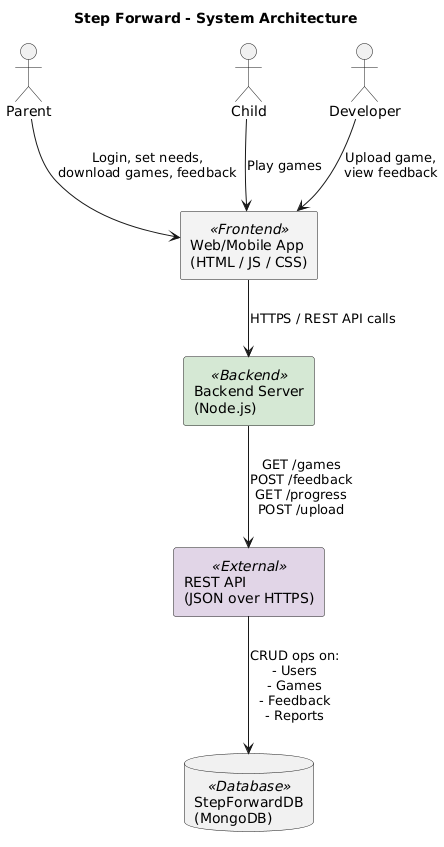 Step Forward - System Architecture
Parent
Child
Developer
Login, set needs,
download games, feedback
Play games
Upload game,
view feedback
«Frontend»
Web/Mobile App
(HTML / JS / CSS)
HTTPS / REST API calls
«Backend»
Backend Server
(Node.js)
GET /games
POST /feedback
GET /progress
POST /upload
«External»
REST API
(JSON over HTTPS)
CRUD ops on:
- Users
- Games
- Feedback
- Reports
«Database»
StepForwardDB
(MongoDB)